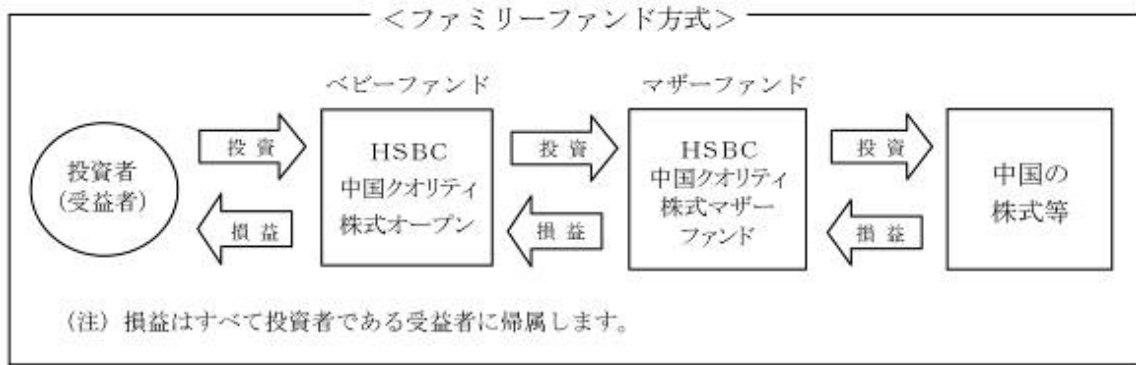 ＜ファミリーファンド方式＞
ベビーファンド
マザーファンド
投資者
(受益者)
投資
損益
HSBC
中国クオリティ
株式オープン
投資
損益
HSBC
中国クオリティ
株式マザー
ファンド
投資
損益
中国の
株式等
（注）損益はすべて投資者である受益者に帰属します。